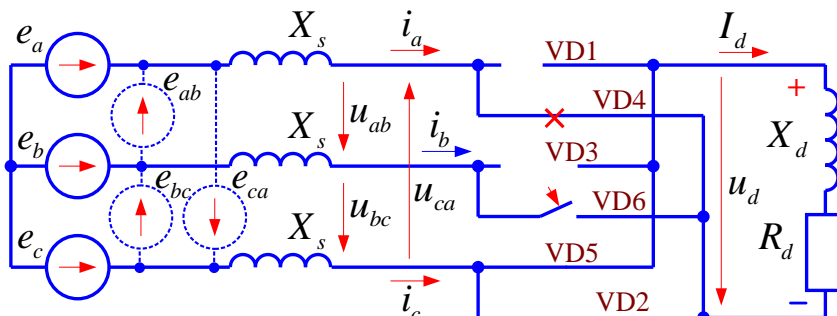 e_a X_s i_a VD1 I_d
e_ab u_ab VD4 + X_d
e_b X_s i_b VD3
e_bc e_ca u_bc u_ca VD6 u_d
e_c X_s VD5 R_d
i_c VD2 −